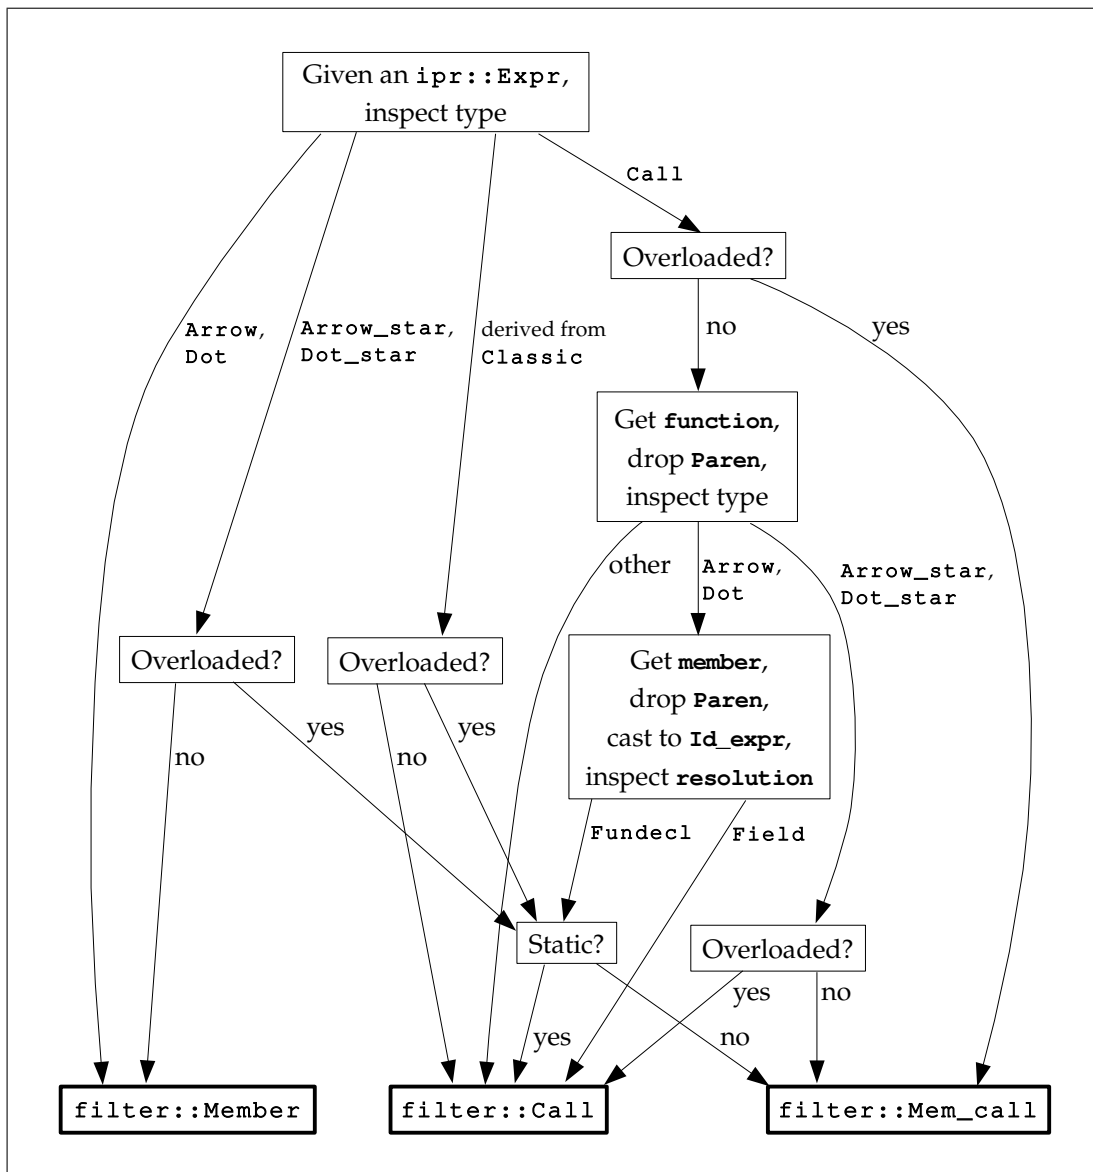 Given an ipr::Expr,
inspect type
Call
Overloaded?
Arrow,
Dot
Arrow_star,
Dot_star
derived from
Classic
no
yes
Get function,
drop Paren,
inspect type
other
Arrow,
Dot
Arrow_star,
Dot_star
Overloaded?
Overloaded?
Get member,
drop Paren,
cast to Id_expr,
inspect resolution
no
yes
no
yes
Fundecl
Field
Static?
Overloaded?
yes
no
yes
no
filter::Member
filter::Call
filter::Mem_call